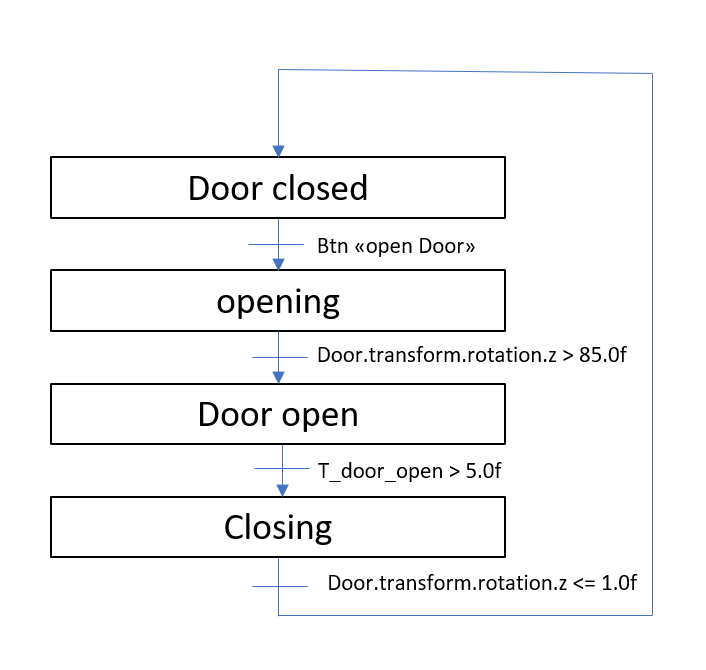 Door closed
Btn «open Door»
opening
Door.transform.rotation.z > 85.0f
Door open
T_door_open > 5.0f
Closing
Door.transform.rotation.z <= 1.0f